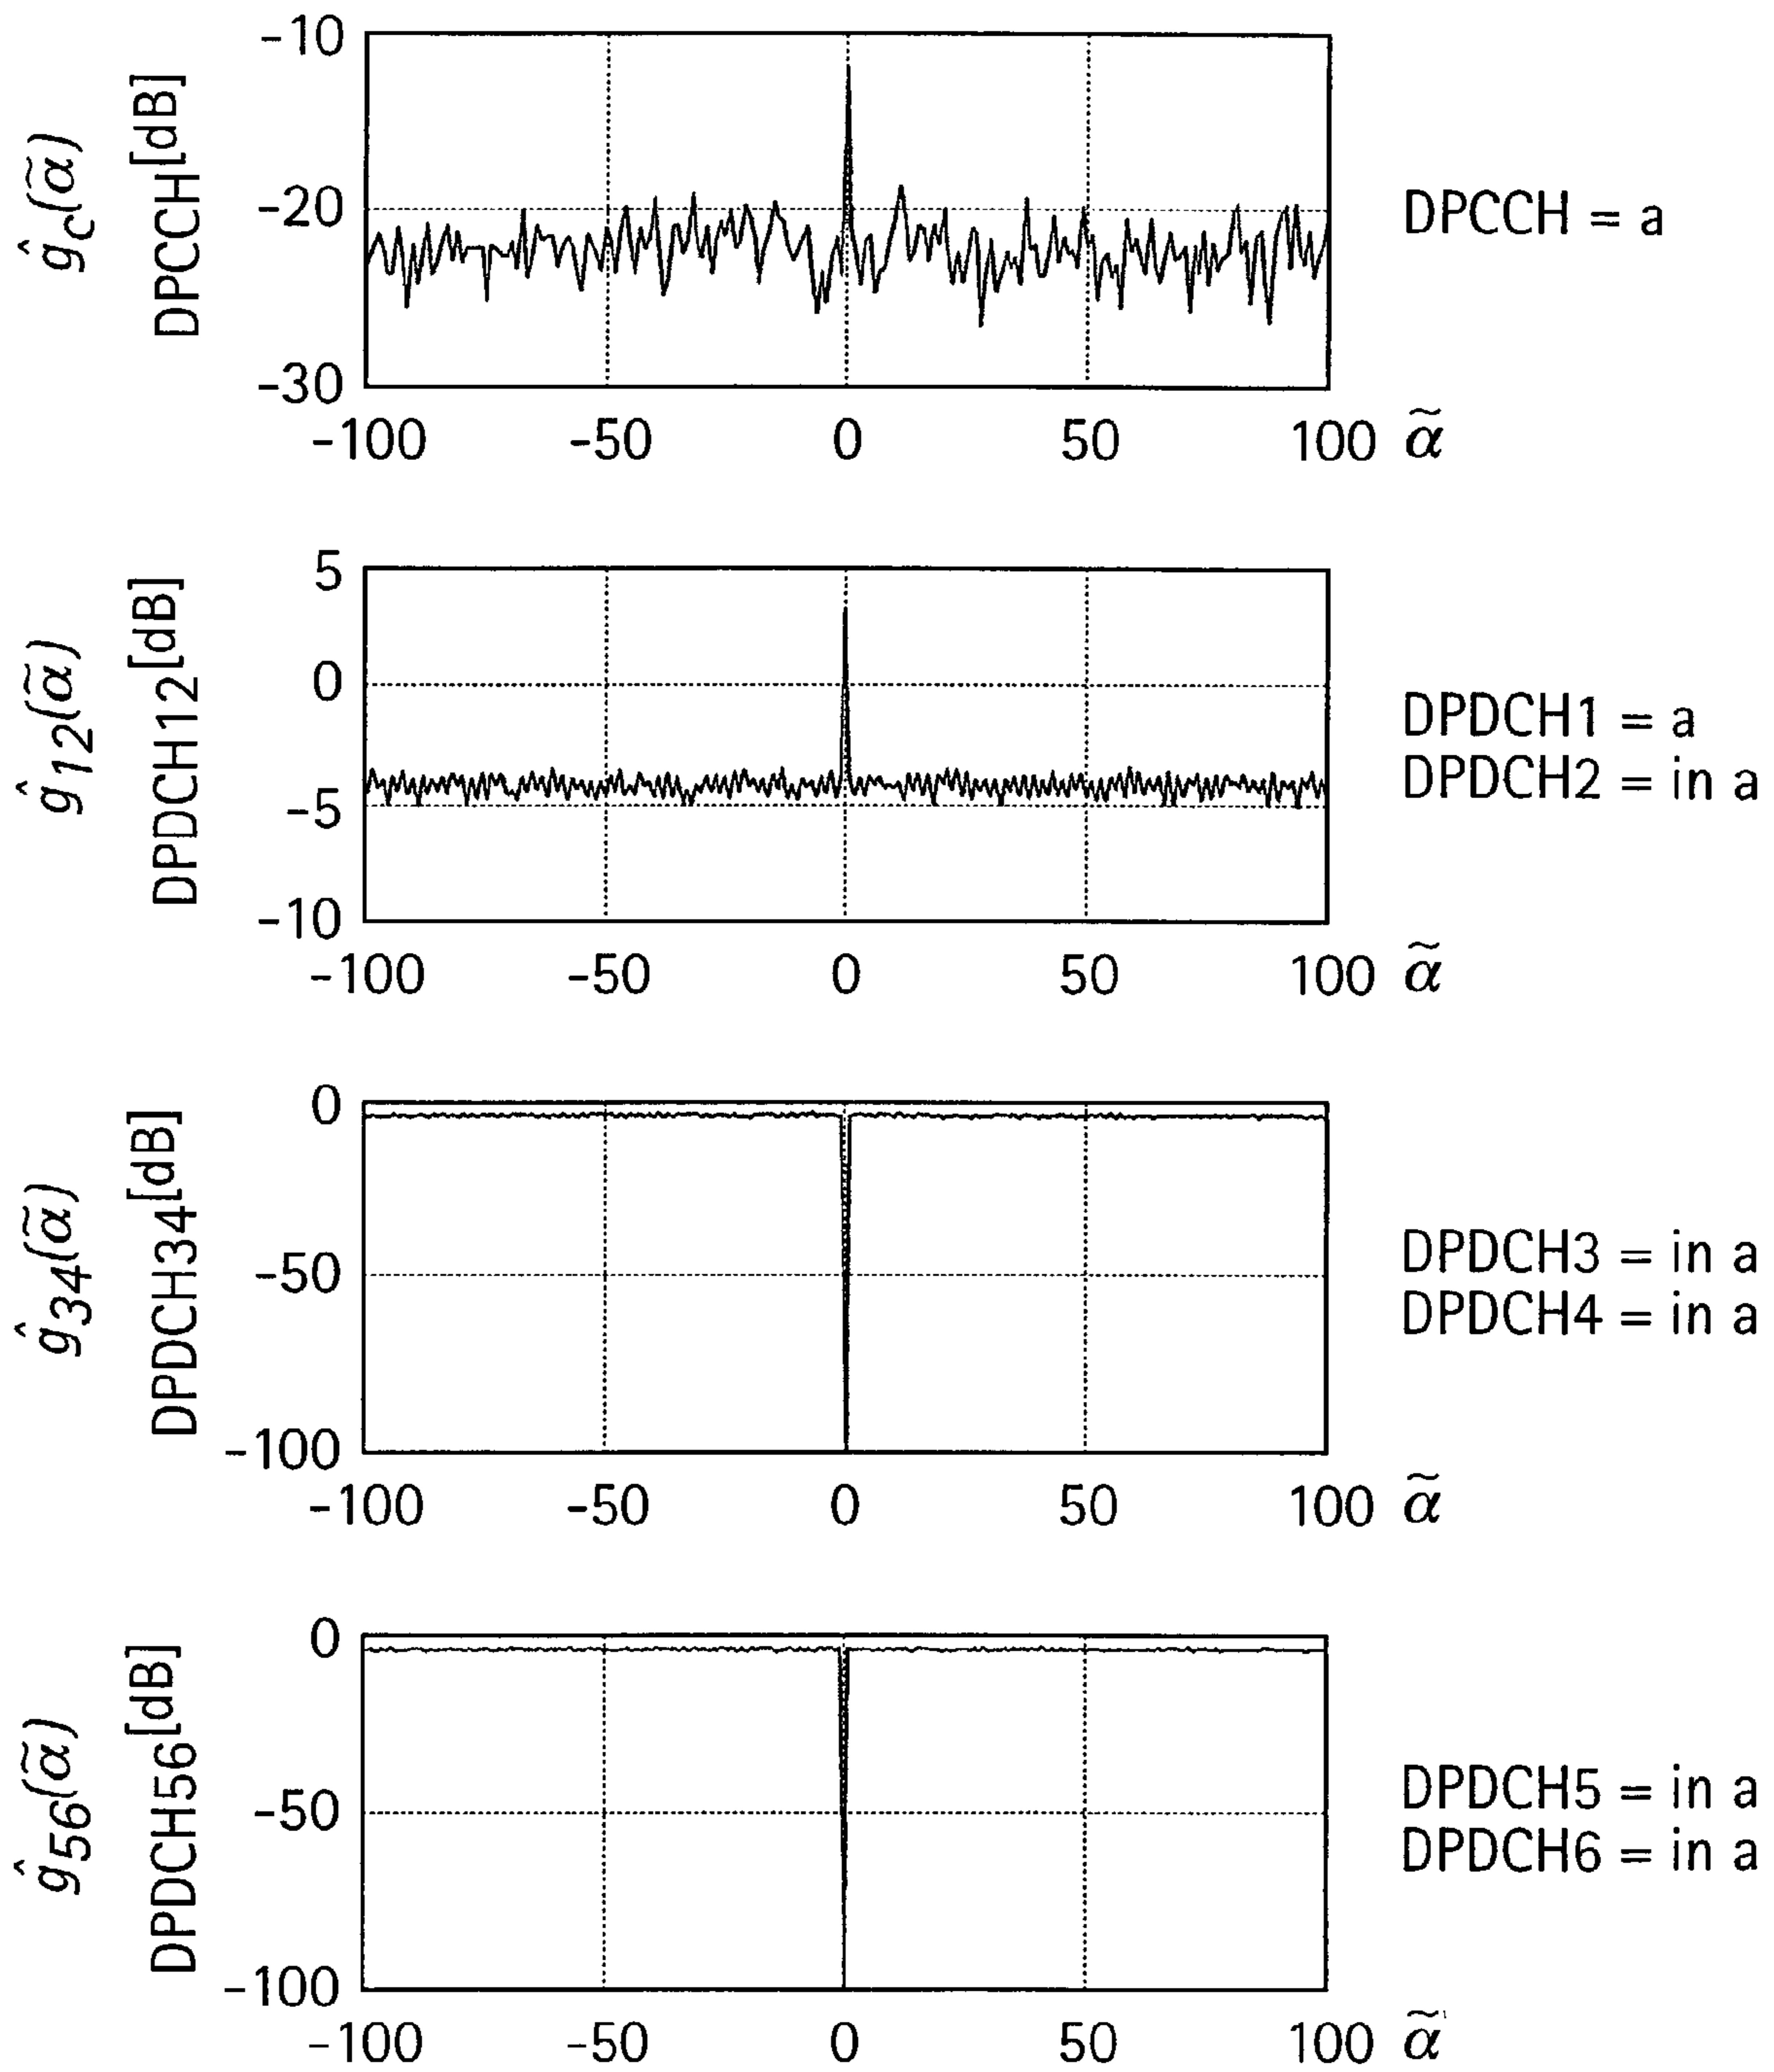 ĝc(α̃)
DPCCH[dB]
-10
-20
-30
-100 -50 0 50 100 α̃
DPCCH = a
ĝ12(α̃)
DPDCH12[dB]
5
0
-5
-10
-100 -50 0 50 100 α̃
DPDCH1 = a
DPDCH2 = in a
ĝ34(α̃)
DPDCH34[dB]
0
-50
-100
-100 -50 0 50 100 α̃
DPDCH3 = in a
DPDCH4 = in a
ĝ56(α̃)
DPDCH56[dB]
0
-50
-100
-100 -50 0 50 100 α̃
DPDCH5 = in a
DPDCH6 = in a